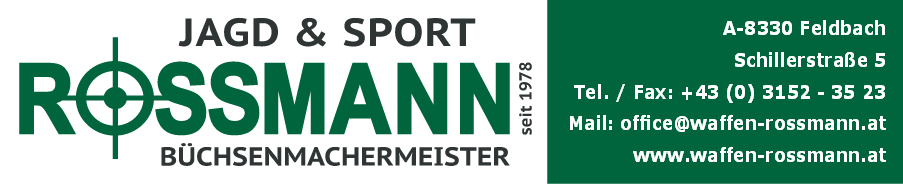 JAGD & SPORT
ROSSMANN
seit 1978
BÜCHSENMACHERMEISTER
A-8330 Feldbach
Schillerstraße 5
Tel. / Fax: +43 (0) 3152 - 35 23
Mail: office@waffen-rossmann.at
www.waffen-rossmann.at